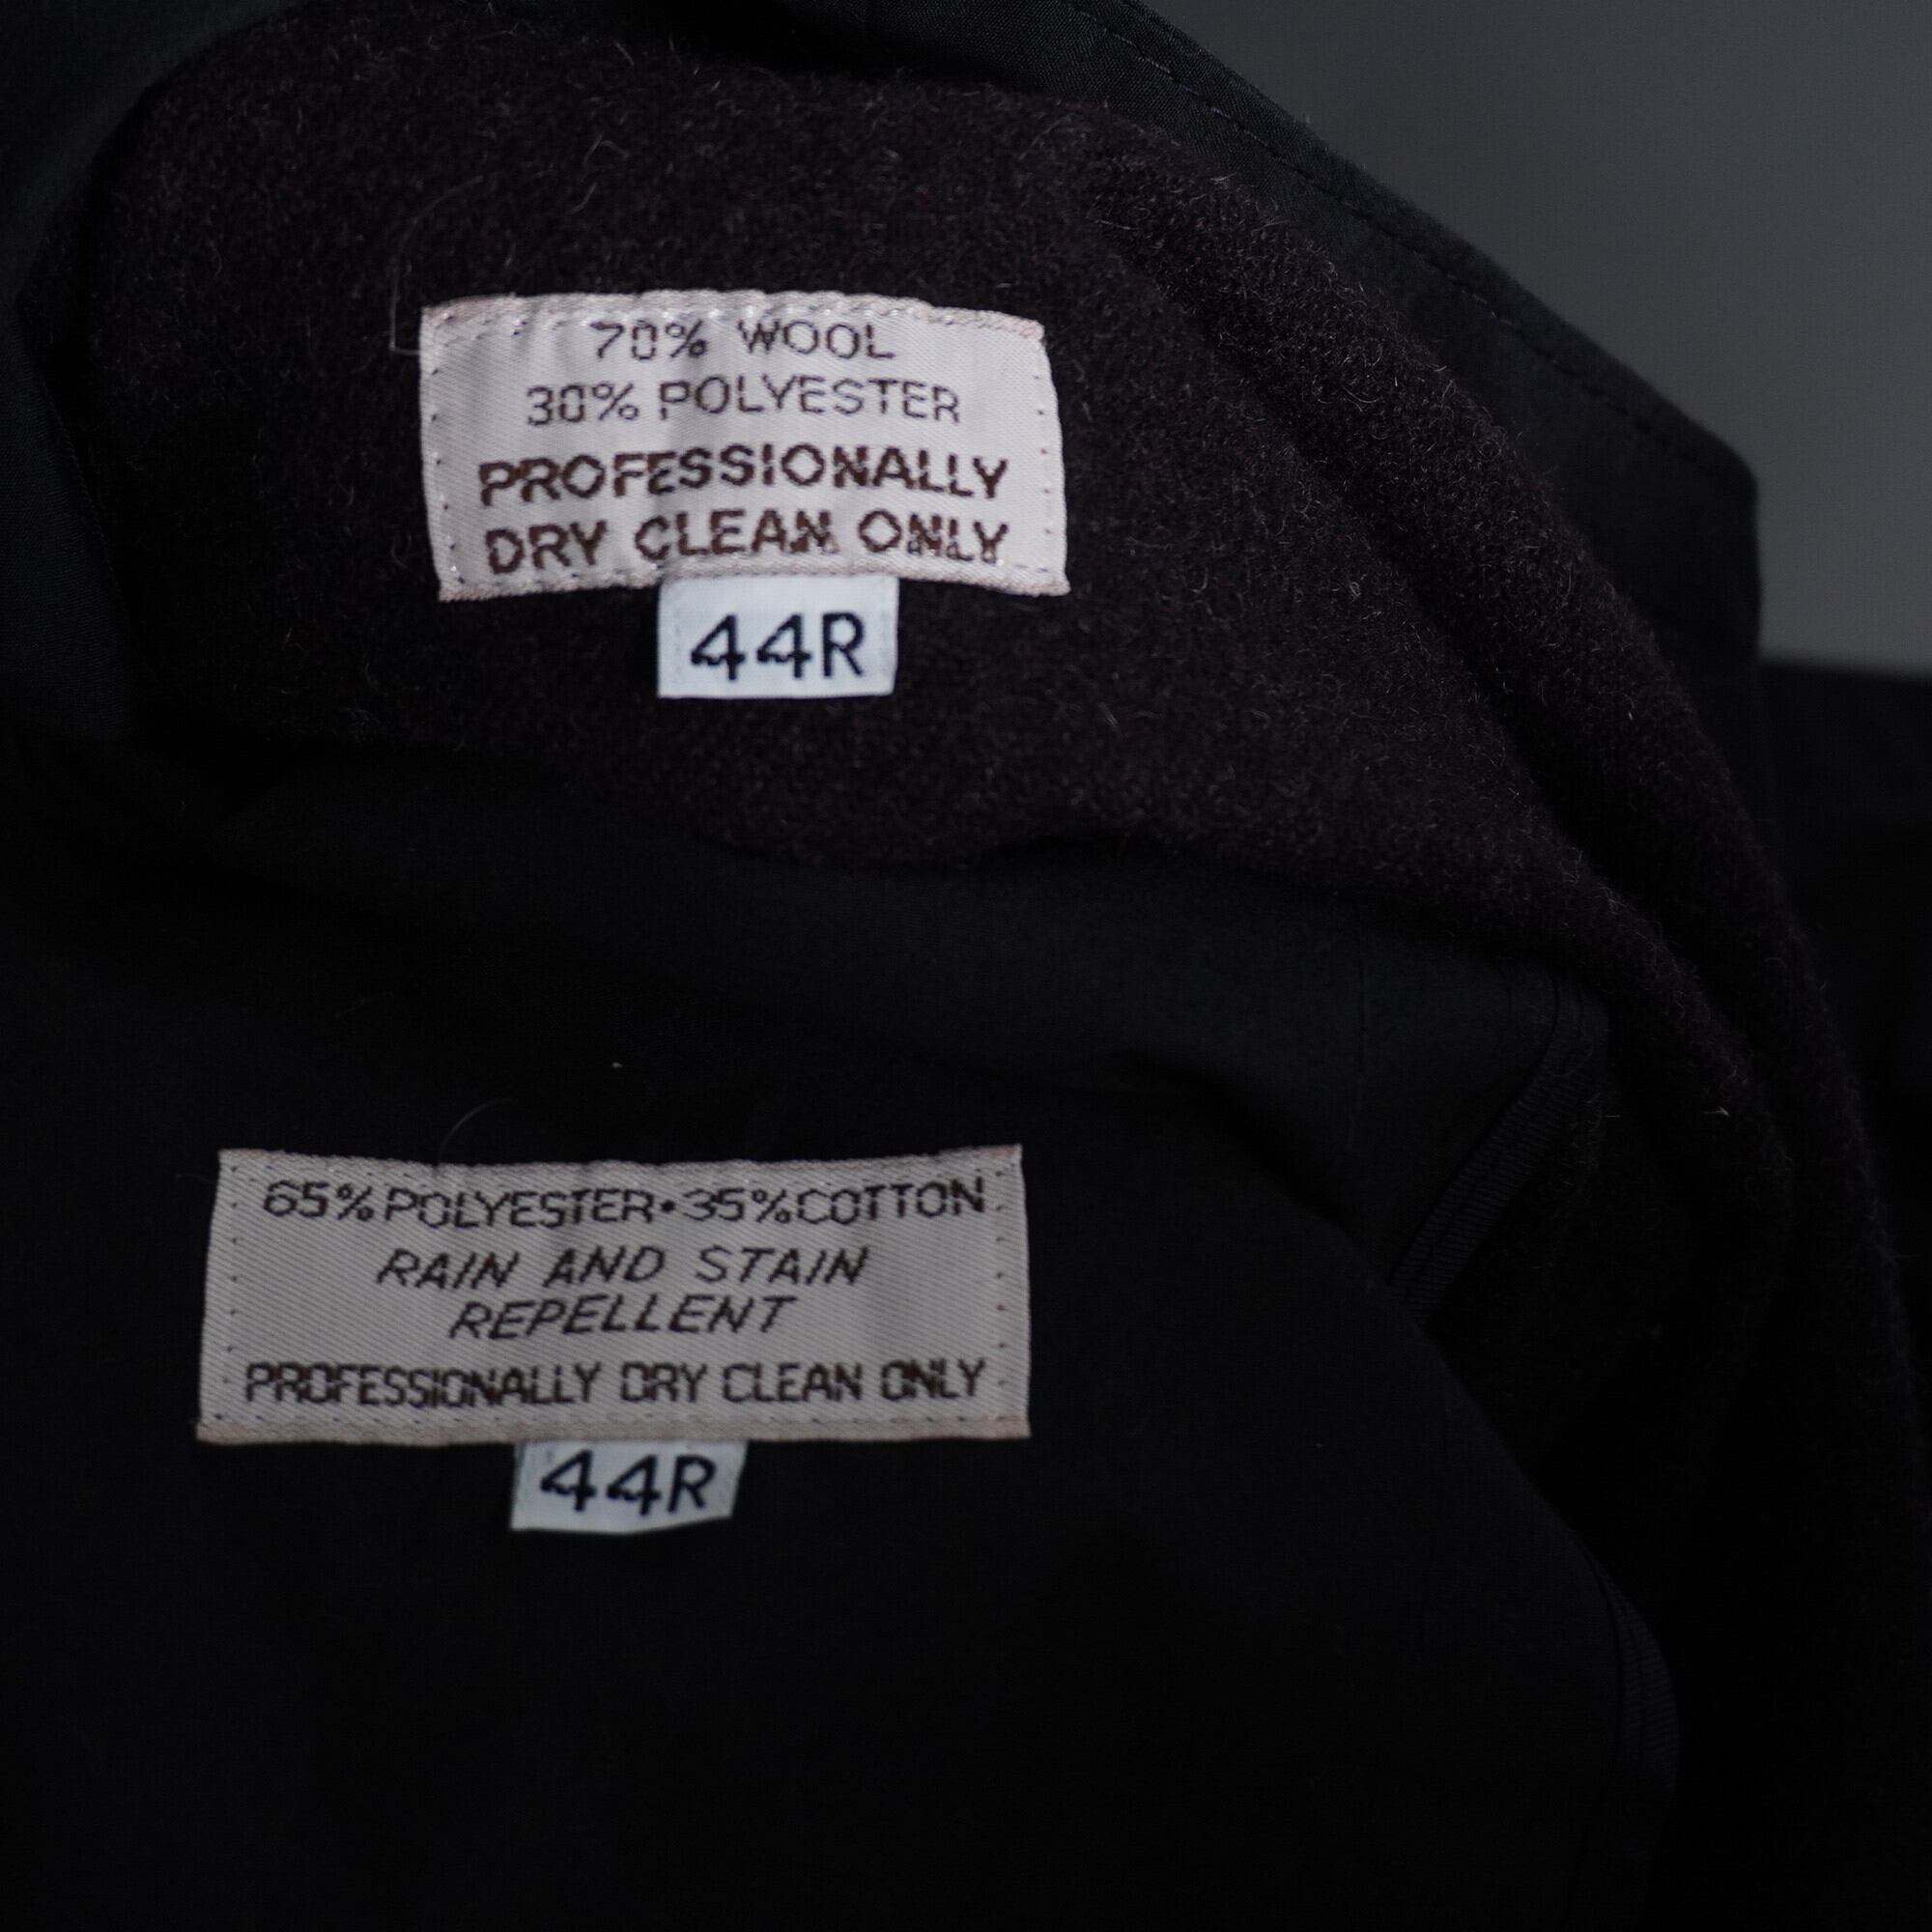 70% WOOL
30% POLYESTER
PROFESSIONALLY
DRY CLEAN ONLY
44R
65% POLYESTER • 35% COTTON
RAIN AND STAIN
REPELLENT
PROFESSIONALLY DRY CLEAN ONLY
44R